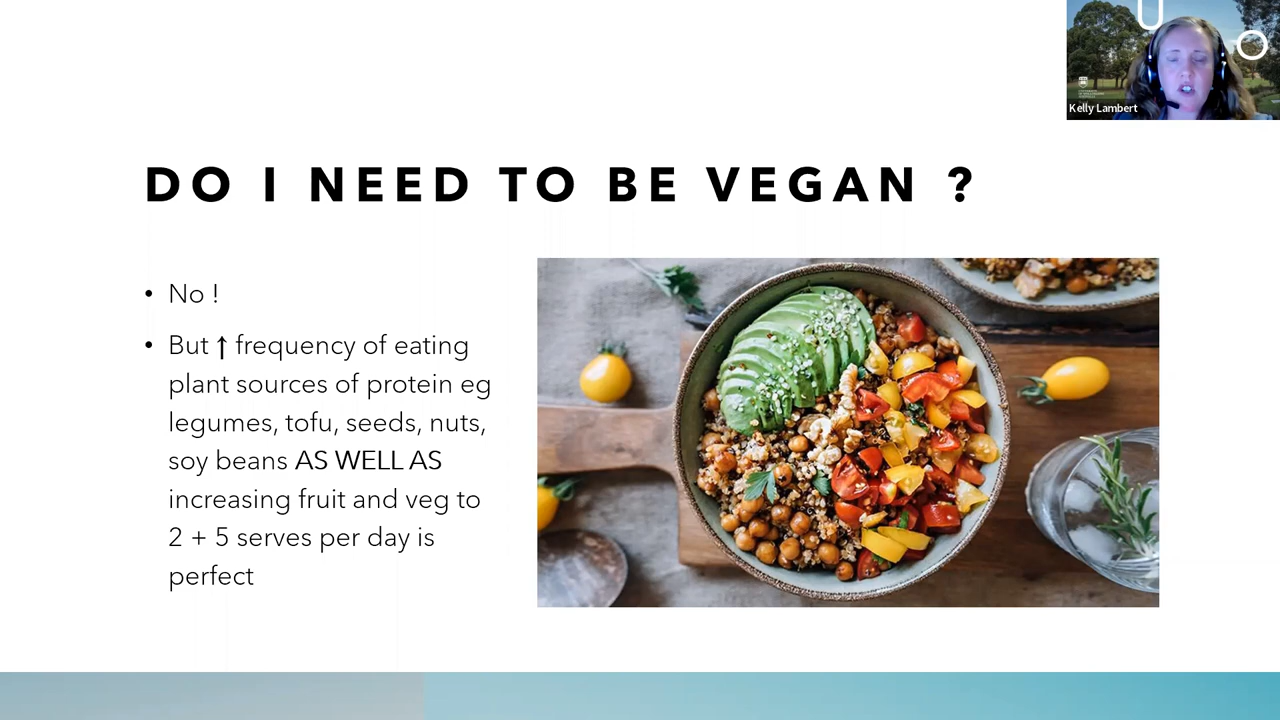 Kelly Lambert
DO I NEED TO BE VEGAN ?
• No !
• But ↑ frequency of eating
plant sources of protein eg
legumes, tofu, seeds, nuts,
soy beans AS WELL AS
increasing fruit and veg to
2 + 5 serves per day is
perfect